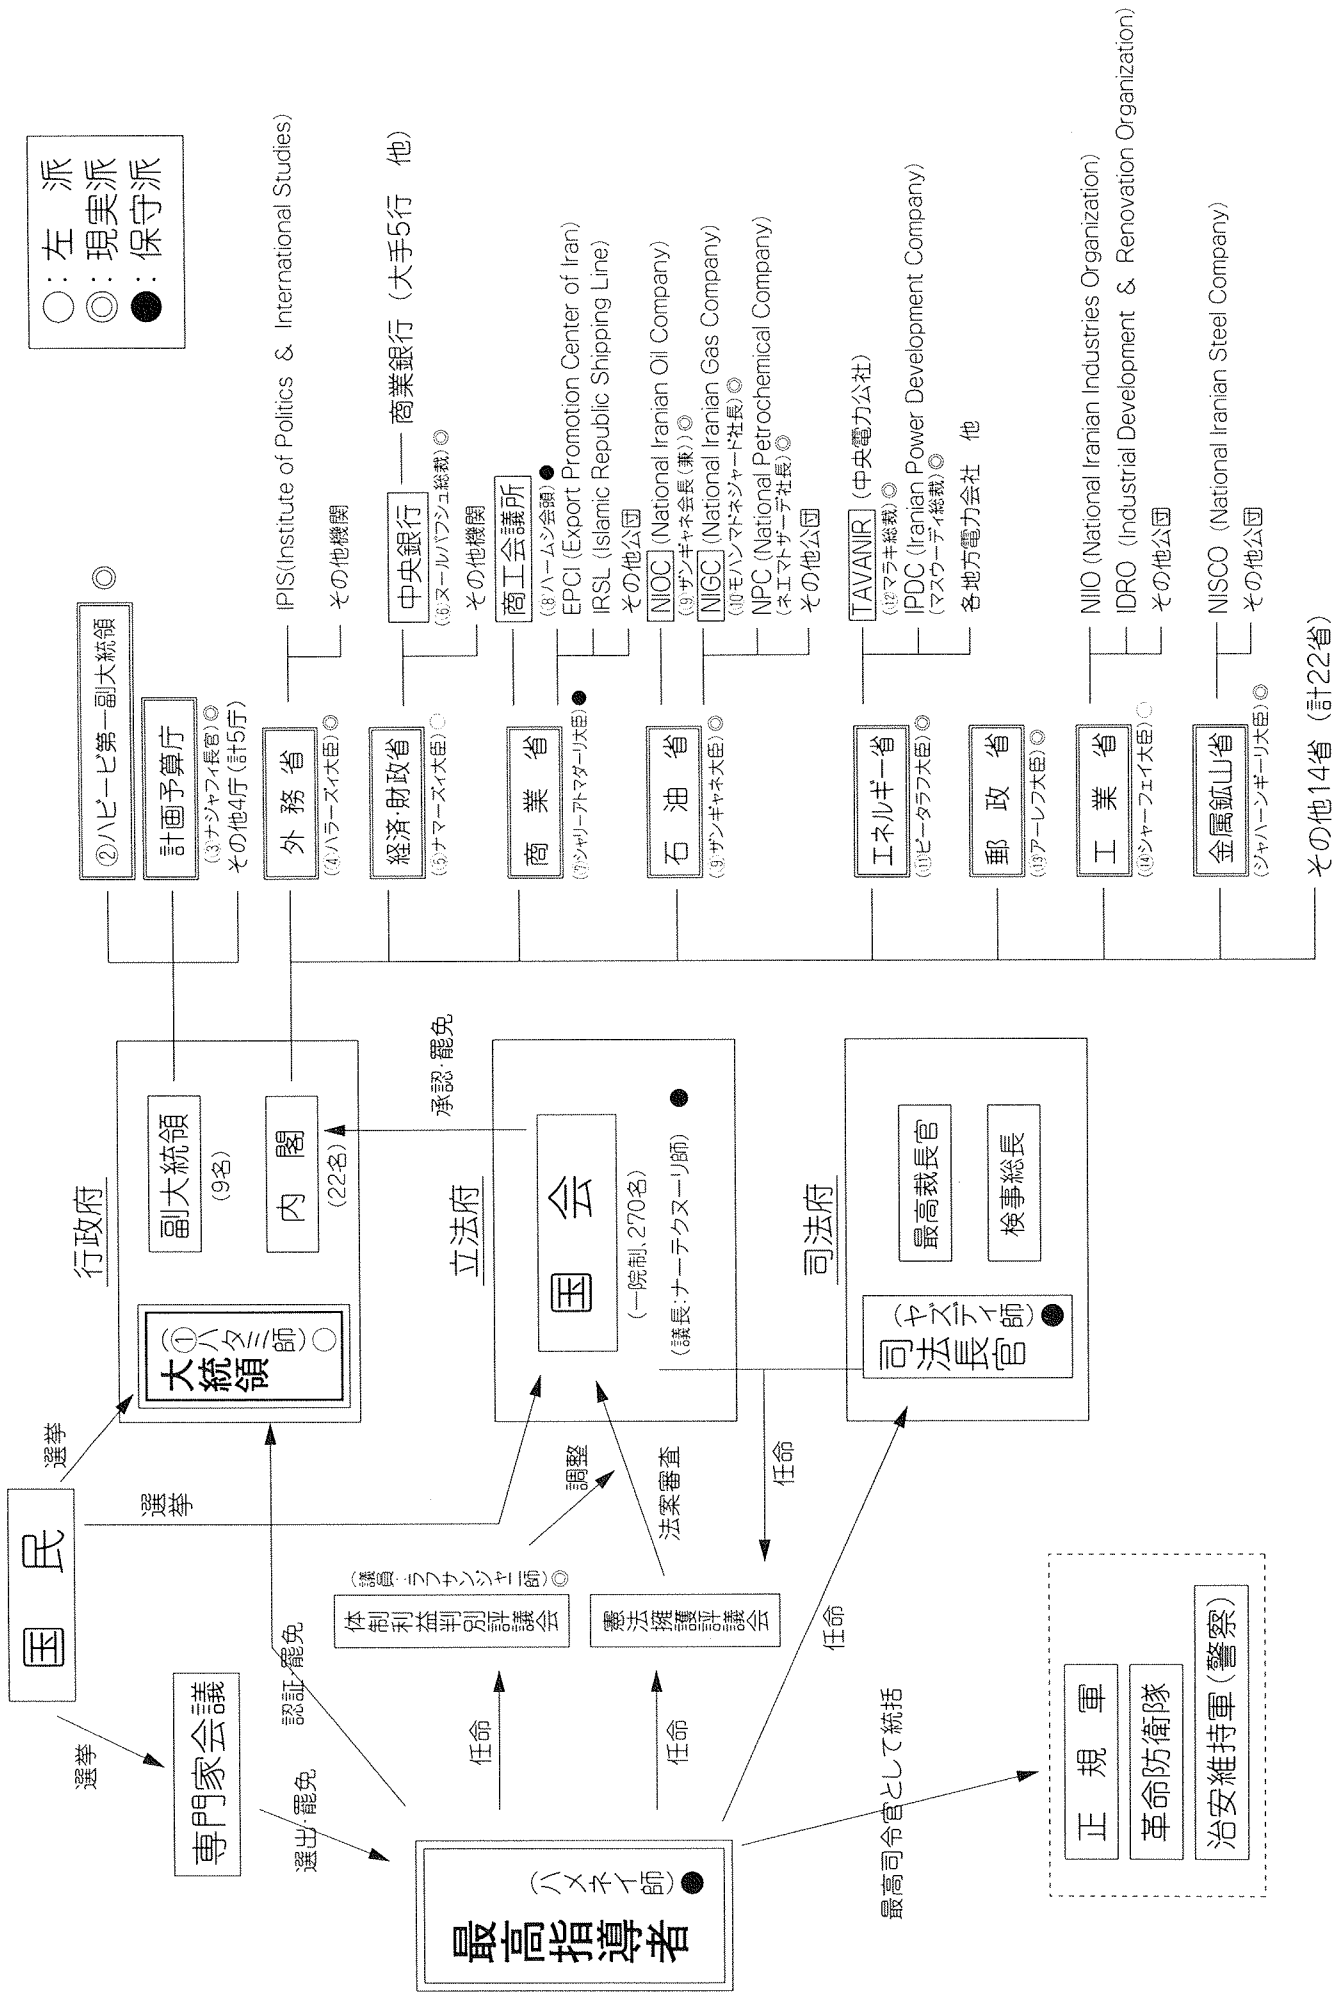 ○：左　派
◎：現実派
●：保守派
国　民
選挙
選挙
選挙
専門家会議
選出・罷免
認証・罷免
最高指導者
(ハメネイ師)●
任命
任命
任命
最高司令官として統括
体制利益判別評議会
(議員：ラフサンジャニ師)◎
憲法擁護評議会
調整
法案審査
任命
正　規　軍
革命防衛隊
治安維持軍(警察)
行政府
大統領
(①ハタミ師)○
副大統領
(9名)
内　閣
(22名)
承認・罷免
立法府
国　会
(一院制、270名)
(議長：ナーテクヌーリ師)　●
司法府
司法長官
(ヤズディ師)●
最高裁長官
検事総長
②ハビービ第一副大統領　◎
計画予算庁
(③ナジャフィ長官)◎
その他4庁(計5庁)
外　務　省
(④ハラーズィ大臣)◎
IPIS(Institute of Politics & International Studies)
その他機関
経済・財政省
(⑤ナマーズィ大臣)○
中央銀行
(⑥ヌールバフシュ総裁)◎
商業銀行（大手5行　他）
その他機関
商　業　省
(⑦シャリーアトマダーリ大臣)●
商工会議所
(⑧ハームシ会頭)●
EPCI (Export Promotion Center of Iran)
IRSL (Islamic Republic Shipping Line)
その他公団
石　油　省
(⑨ザンギャネ大臣)◎
NIOC (National Iranian Oil Company)
(⑨ザンギャネ会長(兼))◎
NIGC (National Iranian Gas Company)
(⑩モハンマドネジャード社長)◎
NPC (National Petrochemical Company)
(ネエマトザーデ社長)◎
その他公団
エネルギー省
(⑪ビータラフ大臣)◎
TAVANIR (中央電力公社)
(⑫マラキ総裁)◎
IPDC (Iranian Power Development Company)
(マスウーディ総裁)◎
各地方電力会社　他
郵　政　省
(⑬アーレフ大臣)◎
工　業　省
(⑭シャーフェイ大臣)○
NIO (National Iranian Industries Organization)
IDRO (Industrial Development & Renovation Organization)
その他公団
金属鉱山省
(ジャハーンギーリ大臣)◎
NISCO (National Iranian Steel Company)
その他公団
その他14省　(計22省)